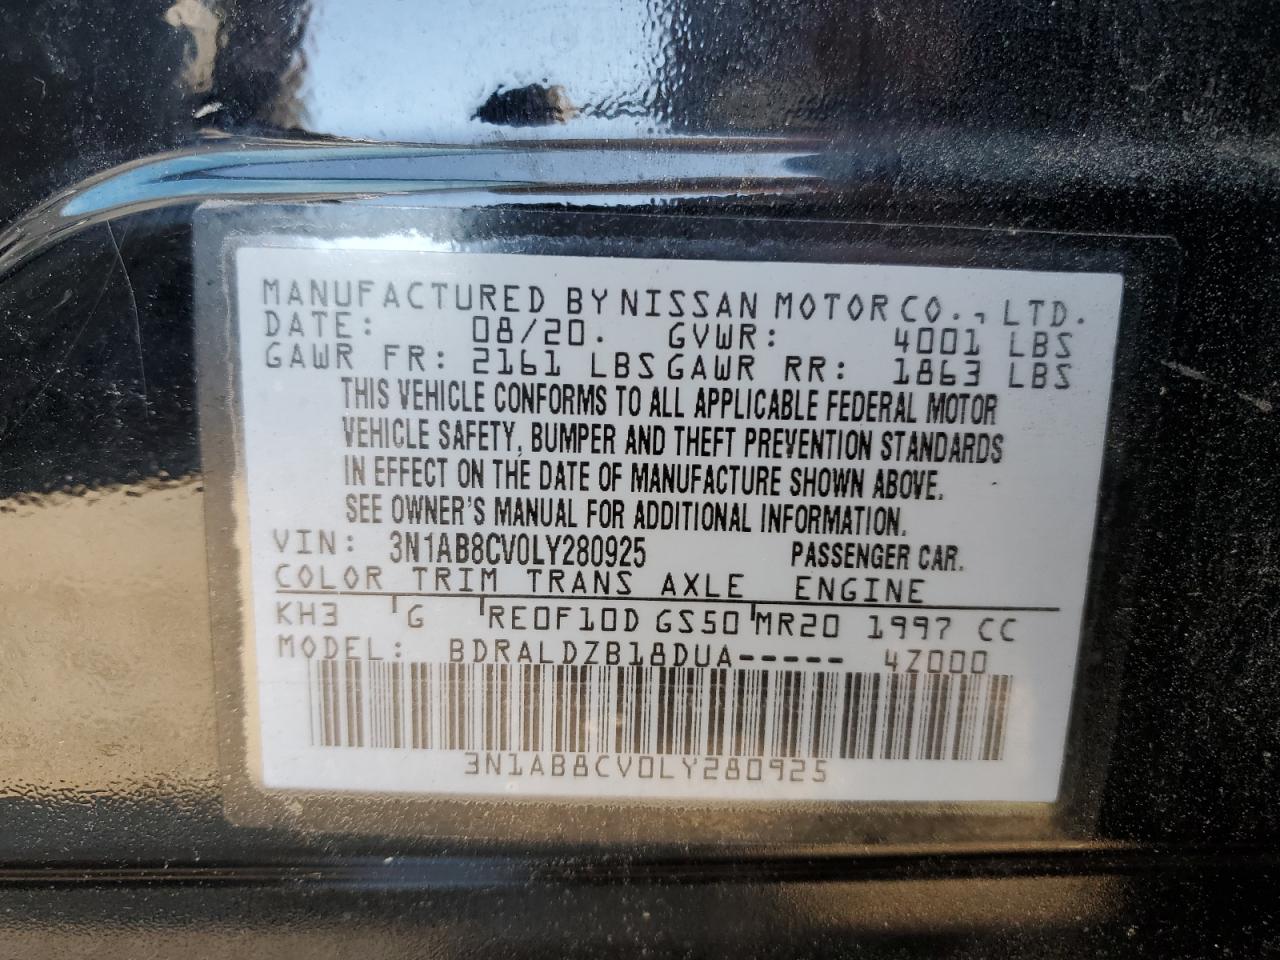 MANUFACTURED BY NISSAN MOTOR CO., LTD.
DATE: 08/20. GVWR: 4001 LBS
GAWR FR: 2161 LBS GAWR RR: 1863 LBS
THIS VEHICLE CONFORMS TO ALL APPLICABLE FEDERAL MOTOR
VEHICLE SAFETY, BUMPER AND THEFT PREVENTION STANDARDS
IN EFFECT ON THE DATE OF MANUFACTURE SHOWN ABOVE.
SEE OWNER'S MANUAL FOR ADDITIONAL INFORMATION.
VIN: 3N1AB8CV0LY280925 PASSENGER CAR.
COLOR TRIM TRANS AXLE ENGINE
KH3 G RE0F10D GS50 MR20 1997 CC
MODEL: BDRALDZB18DUA----- 4Z000
3N1AB8CV0LY280925